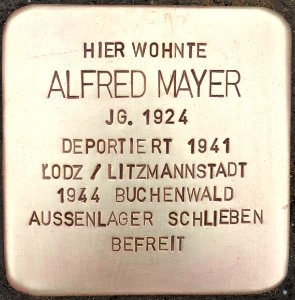 HIER WOHNTE
ALFRED MAYER
JG. 1924
DEPORTIERT 1941
ŁODZ / LITZMANNSTADT
1944 BUCHENWALD
AUSSENLAGER SCHLIEBEN
BEFREIT